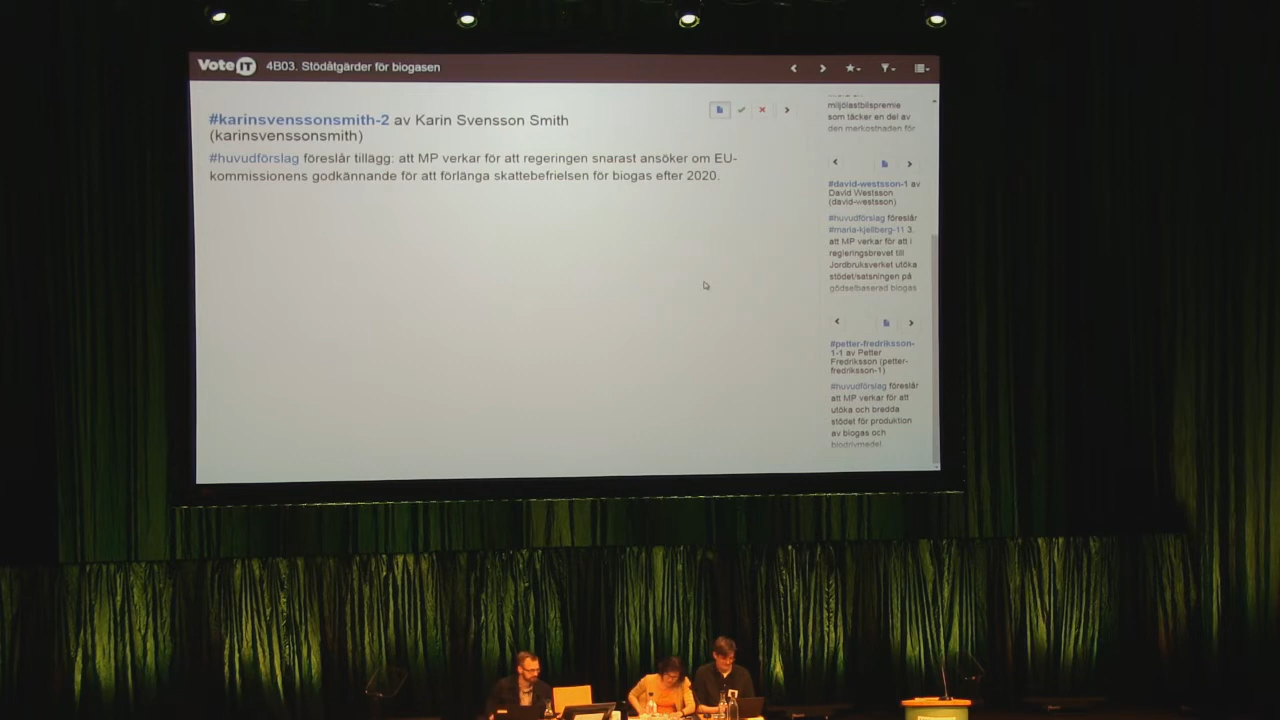 VoteIT 4B03. Stödåtgärder för biogasen
#karinsvenssonsmith-2 av Karin Svensson Smith
(karinsvenssonsmith)
#huvudförslag föreslår tillägg: att MP verkar för att regeringen snarast ansöker om EU-
kommissionens godkännande för att förlänga skattebefrielsen för biogas efter 2020.
miljölastbilspremie
som täcker en del av
den merkostnaden för
#david-westsson-1 av
David Westsson
(david-westsson)
#huvudförslag föreslår
#maria-kjellberg-11 3.
att MP verkar för att i
regleringsbrevet till
Jordbruksverket utöka
stödet/satsningen på
gödselbaserad biogas
#petter-fredriksson-
1-1 av Petter
Fredriksson (petter-
fredriksson-1)
#huvudförslag föreslår
att MP verkar för att
utöka och bredda
stödet för produktion
av biogas och
biodrivmedel.